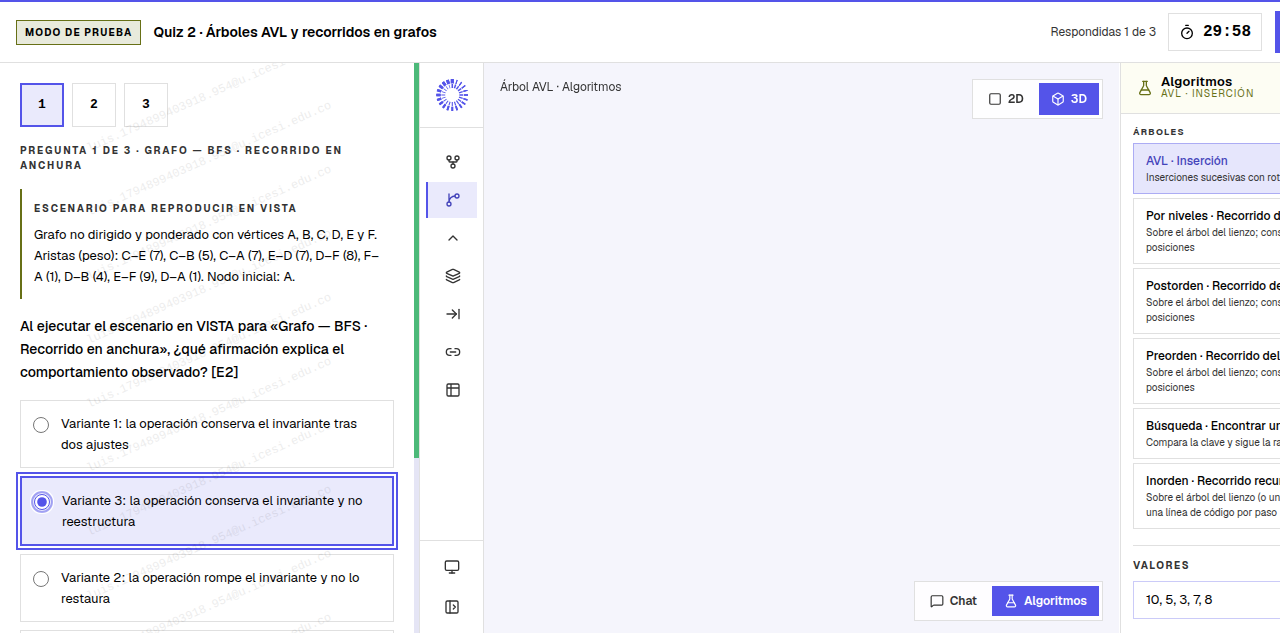 MODO DE PRUEBA
Quiz 2 · Árboles AVL y recorridos en grafos
Respondidas 1 de 3
29:58
1
2
3
PREGUNTA 1 DE 3 · GRAFO — BFS · RECORRIDO EN
ANCHURA
ESCENARIO PARA REPRODUCIR EN VISTA
Grafo no dirigido y ponderado con vértices A, B, C, D, E y F.
Aristas (peso): C–E (7), C–B (5), C–A (7), E–D (7), D–F (8), F–
A (1), D–B (4), E–F (9), D–A (1). Nodo inicial: A.
Al ejecutar el escenario en VISTA para «Grafo — BFS ·
Recorrido en anchura», ¿qué afirmación explica el
comportamiento observado? [E2]
Variante 1: la operación conserva el invariante tras
dos ajustes
Variante 3: la operación conserva el invariante y no
reestructura
Variante 2: la operación rompe el invariante y no lo
restaura
Árbol AVL · Algoritmos
2D
3D
Chat
Algoritmos
Algoritmos
AVL · INSERCIÓN
ÁRBOLES
AVL · Inserción
Inserciones sucesivas con rot
Por niveles · Recorrido d
Sobre el árbol del lienzo; cons
posiciones
Postorden · Recorrido de
Sobre el árbol del lienzo; cons
posiciones
Preorden · Recorrido del
Sobre el árbol del lienzo; cons
posiciones
Búsqueda · Encontrar un
Compara la clave y sigue la ra
Inorden · Recorrido recu
Sobre el árbol del lienzo (o un
una línea de código por paso
VALORES
10, 5, 3, 7, 8